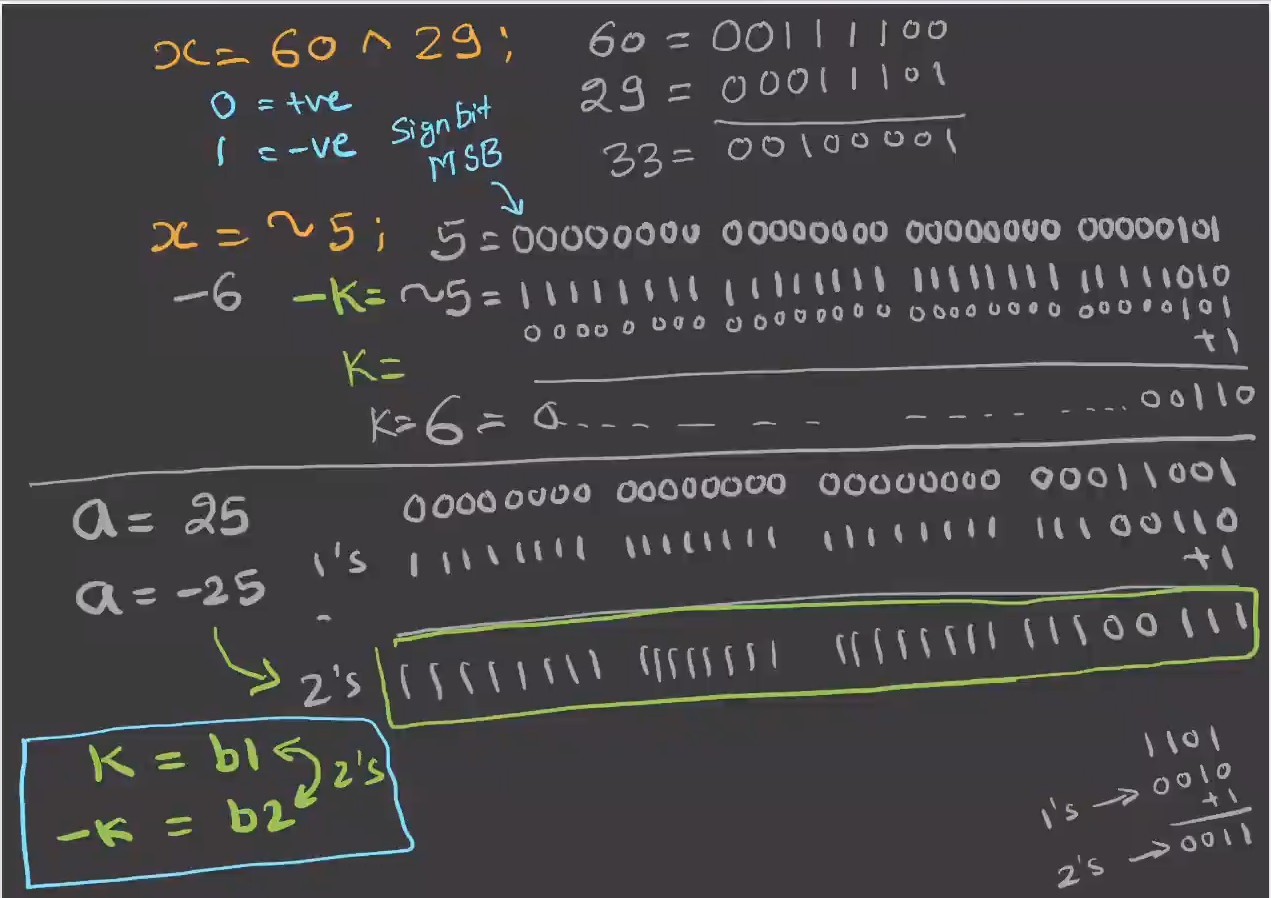 x = 60 ^ 29;
60 = 00111100
29 = 00011101
33 = 00100001
0 = +ve
1 = -ve
Sign bit
MSB
x = ~5; 5 = 00000000 00000000 00000000 00000101
-6 -K = ~5 = 11111111 11111111 11111111 11111010
00000000 00000000 00000000 00000101
+1
K =
K = 6 = 0....--- -- - - - - - ....00110
a = 25 00000000 00000000 00000000 00011001
1's 11111111 11111111 11111111 11100110
+1
a = -25
2's 11111111 11111111 11111111 11100111
K = b1
-K = b2
2's
1101
1's → 0010
+1
2's → 0011